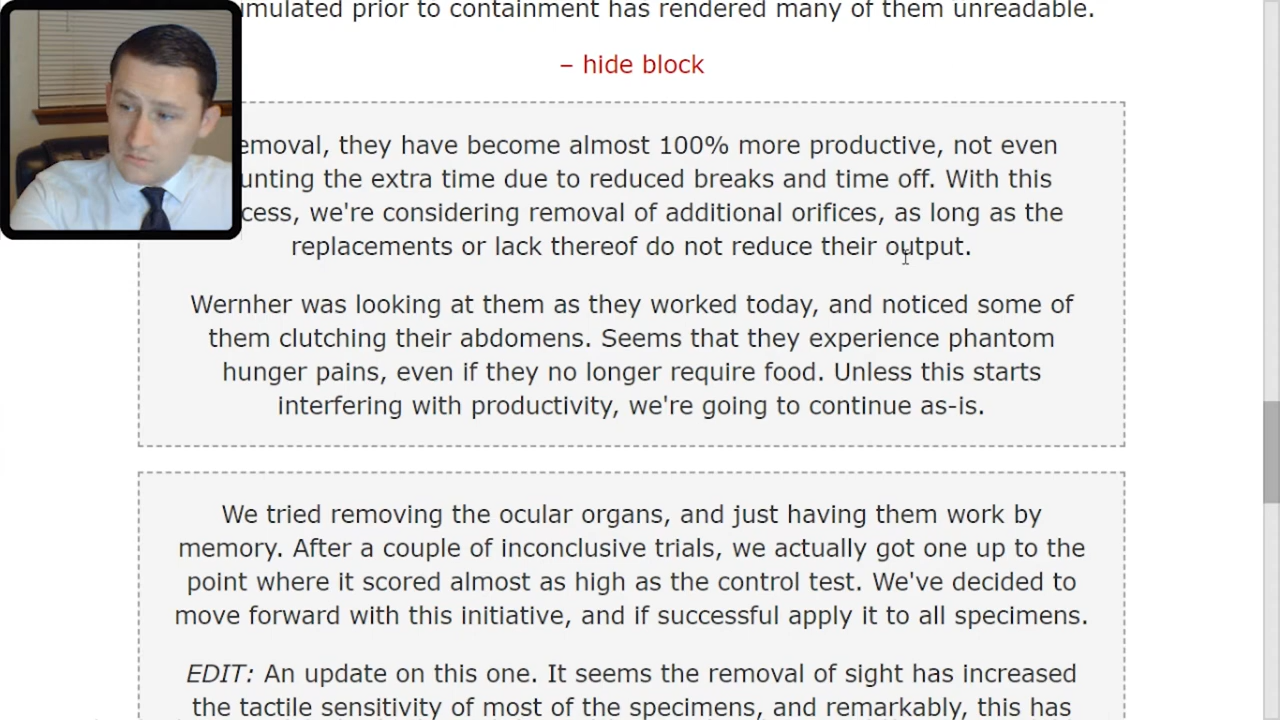 prior to containment has rendered many of them unreadable.
– hide block
they have become almost 100% more productive, not even
the extra time due to reduced breaks and time off. With this
we're considering removal of additional orifices, as long as the
replacements or lack thereof do not reduce their output.
Wernher was looking at them as they worked today, and noticed some of
them clutching their abdomens. Seems that they experience phantom
hunger pains, even if they no longer require food. Unless this starts
interfering with productivity, we're going to continue as-is.
We tried removing the ocular organs, and just having them work by
memory. After a couple of inconclusive trials, we actually got one up to the
point where it scored almost as high as the control test. We've decided to
move forward with this initiative, and if successful apply it to all specimens.
EDIT: An update on this one. It seems the removal of sight has increased
the tactile sensitivity of most of the specimens, and remarkably, this has